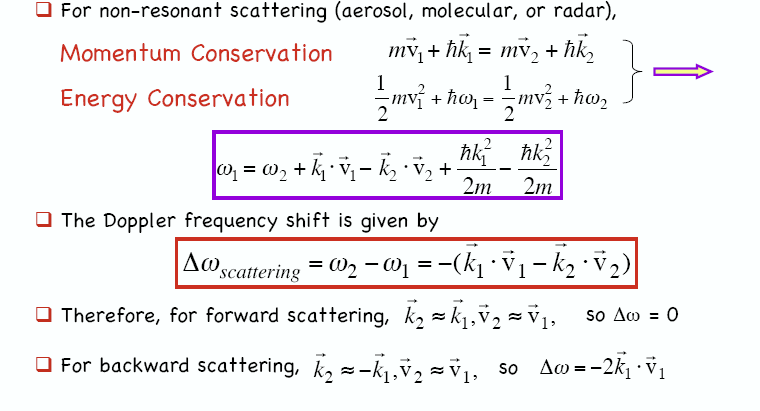 ❑ For non-resonant scattering (aerosol, molecular, or radar),
Momentum Conservation    $m\vec{v}_1 + \hbar\vec{k}_1 = m\vec{v}_2 + \hbar\vec{k}_2$
Energy Conservation    $\frac{1}{2}mv_1^2 + \hbar\omega_1 = \frac{1}{2}mv_2^2 + \hbar\omega_2$
$\omega_1 = \omega_2 + \vec{k}_1 \cdot \vec{v}_1 - \vec{k}_2 \cdot \vec{v}_2 + \frac{\hbar k_1^2}{2m} - \frac{\hbar k_2^2}{2m}$
❑ The Doppler frequency shift is given by
$\Delta\omega_{scattering} = \omega_2 - \omega_1 = -(\vec{k}_1 \cdot \vec{v}_1 - \vec{k}_2 \cdot \vec{v}_2)$
❑ Therefore, for forward scattering, $\vec{k}_2 \approx \vec{k}_1, \vec{v}_2 \approx \vec{v}_1,$ so $\Delta\omega = 0$
❑ For backward scattering, $\vec{k}_2 \approx -\vec{k}_1, \vec{v}_2 \approx \vec{v}_1,$ so $\Delta\omega = -2\vec{k}_1 \cdot \vec{v}_1$